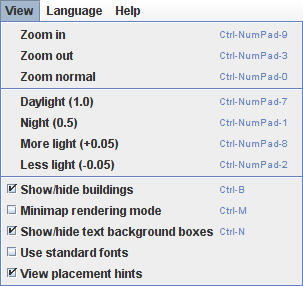 View Language Help
Zoom in Ctrl-NumPad-9
Zoom out Ctrl-NumPad-3
Zoom normal Ctrl-NumPad-0
Daylight (1.0) Ctrl-NumPad-7
Night (0.5) Ctrl-NumPad-1
More light (+0.05) Ctrl-NumPad-8
Less light (-0.05) Ctrl-NumPad-2
Show/hide buildings Ctrl-B
Minimap rendering mode Ctrl-M
Show/hide text background boxes Ctrl-N
Use standard fonts
View placement hints